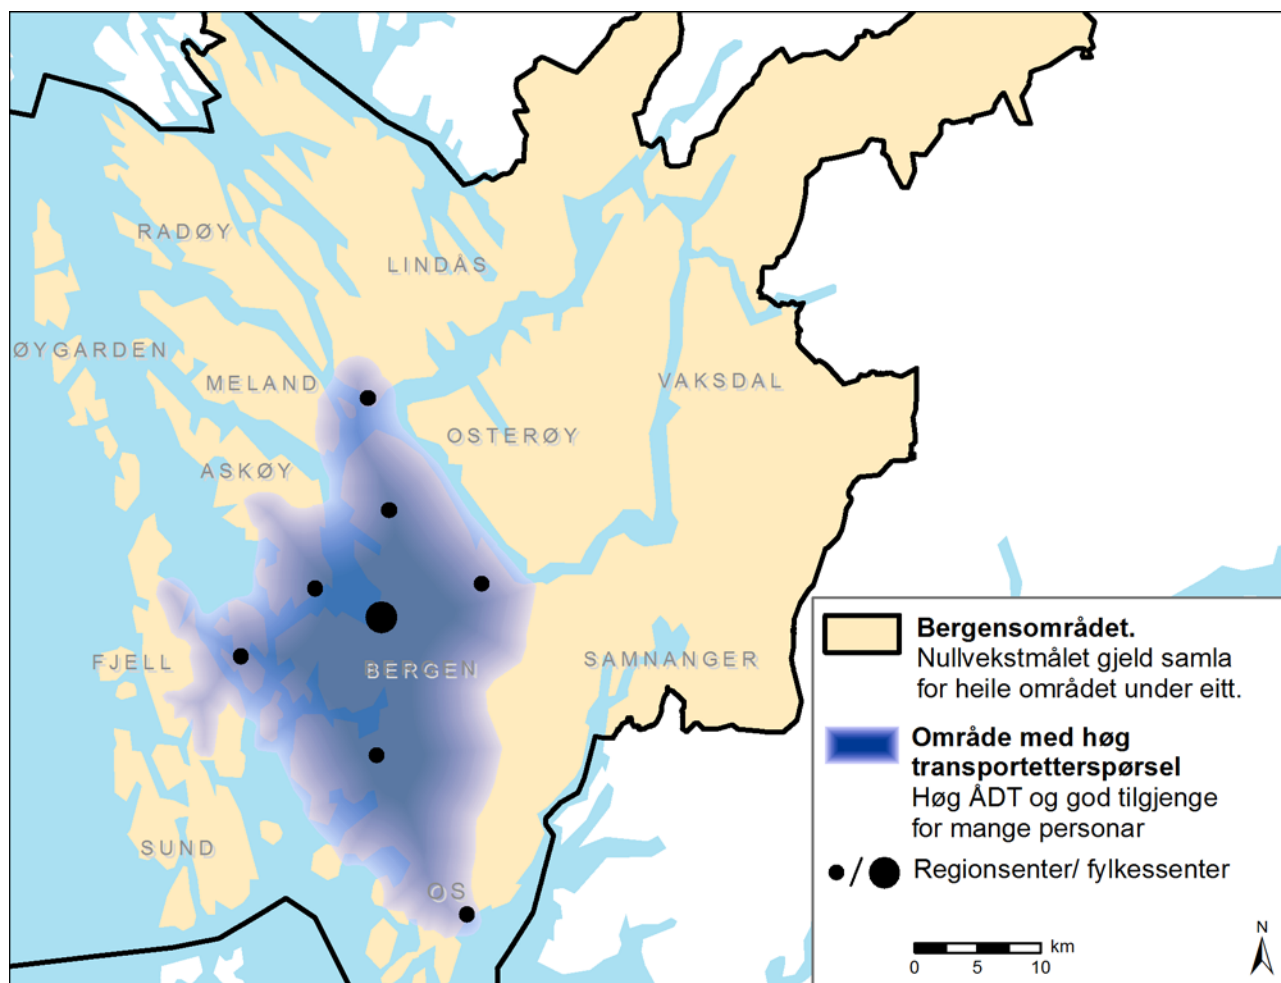 RADØY
LINDÅS
ØYGARDEN
MELAND
VAKSDAL
OSTERØY
ASKØY
FJELL
BERGEN
SAMNANGER
SUND
OS
Bergensområdet.
Nullvekstmålet gjeld samla
for heile området under eitt.
Område med høg
transportetterspørsel
Høg ÅDT og god tilgjenge
for mange personar
/ Regionsenter/ fylkessenter
km
0 5 10
N